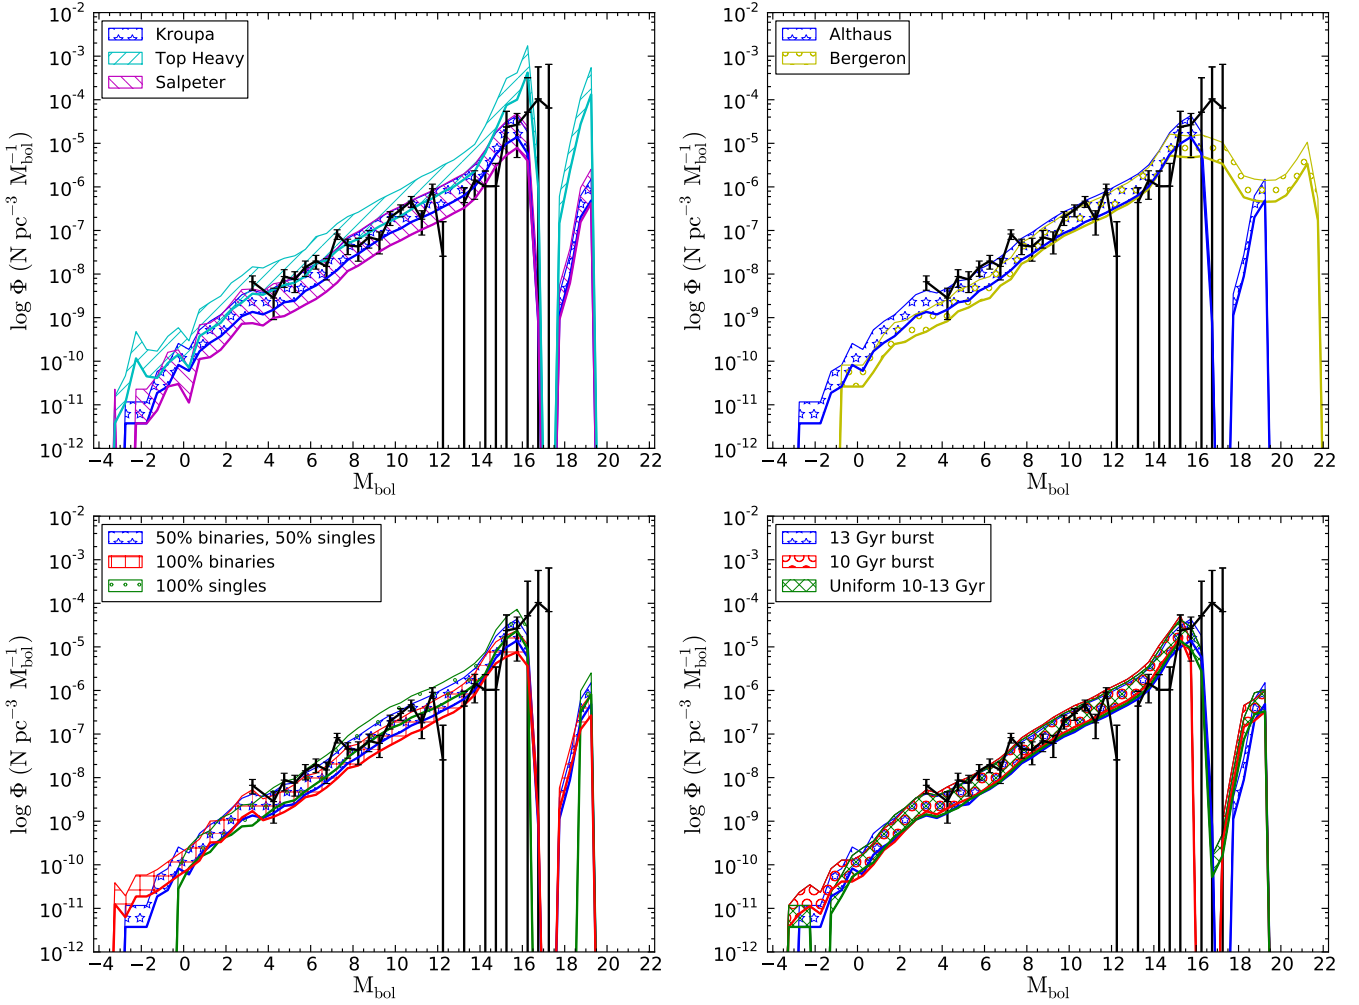 10^-2
10^-3
10^-4
10^-5
10^-6
10^-7
10^-8
10^-9
10^-10
10^-11
10^-12
log Φ (N pc^-3 M_bol^-1)
Kroupa
Top Heavy
Salpeter
−4 −2 0 2 4 6 8 10 12 14 16 18 20 22
M_bol
10^-2
10^-3
10^-4
10^-5
10^-6
10^-7
10^-8
10^-9
10^-10
10^-11
10^-12
log Φ (N pc^-3 M_bol^-1)
Althaus
Bergeron
−4 −2 0 2 4 6 8 10 12 14 16 18 20 22
M_bol
10^-2
10^-3
10^-4
10^-5
10^-6
10^-7
10^-8
10^-9
10^-10
10^-11
10^-12
log Φ (N pc^-3 M_bol^-1)
50% binaries, 50% singles
100% binaries
100% singles
−4 −2 0 2 4 6 8 10 12 14 16 18 20 22
M_bol
10^-2
10^-3
10^-4
10^-5
10^-6
10^-7
10^-8
10^-9
10^-10
10^-11
10^-12
log Φ (N pc^-3 M_bol^-1)
13 Gyr burst
10 Gyr burst
Uniform 10-13 Gyr
−4 −2 0 2 4 6 8 10 12 14 16 18 20 22
M_bol